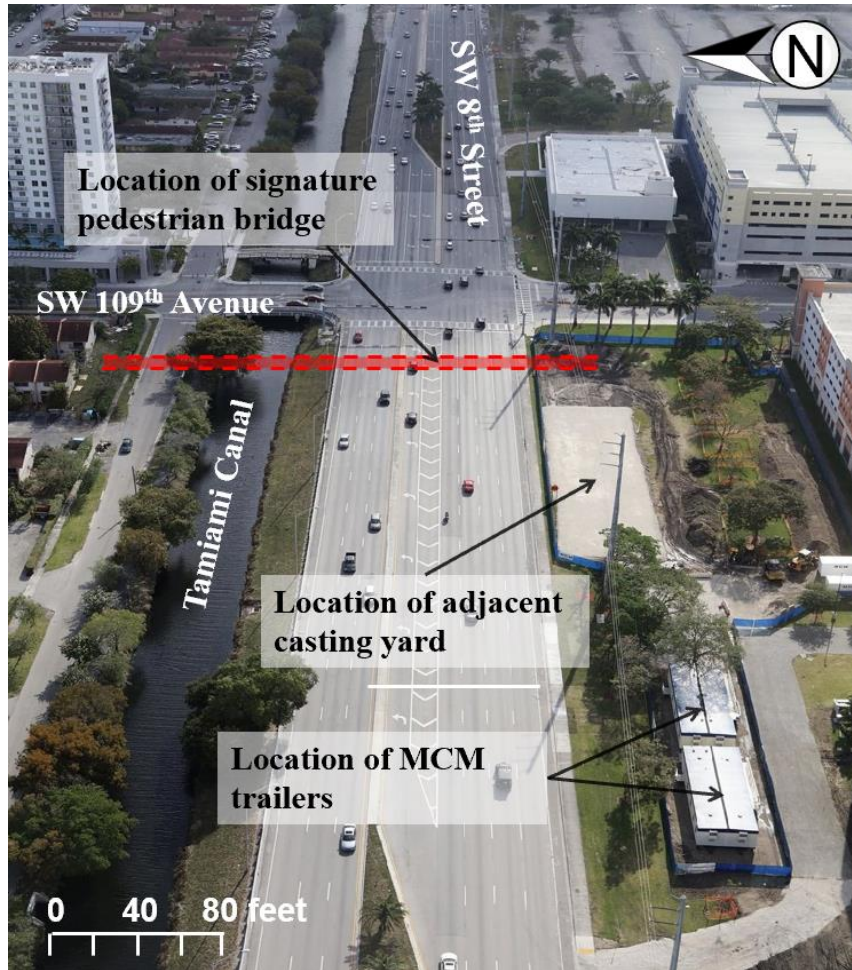 N
SW 8th Street
Location of signature
pedestrian bridge
SW 109th Avenue
Tamiami Canal
Location of adjacent
casting yard
Location of MCM
trailers
0 40 80 feet